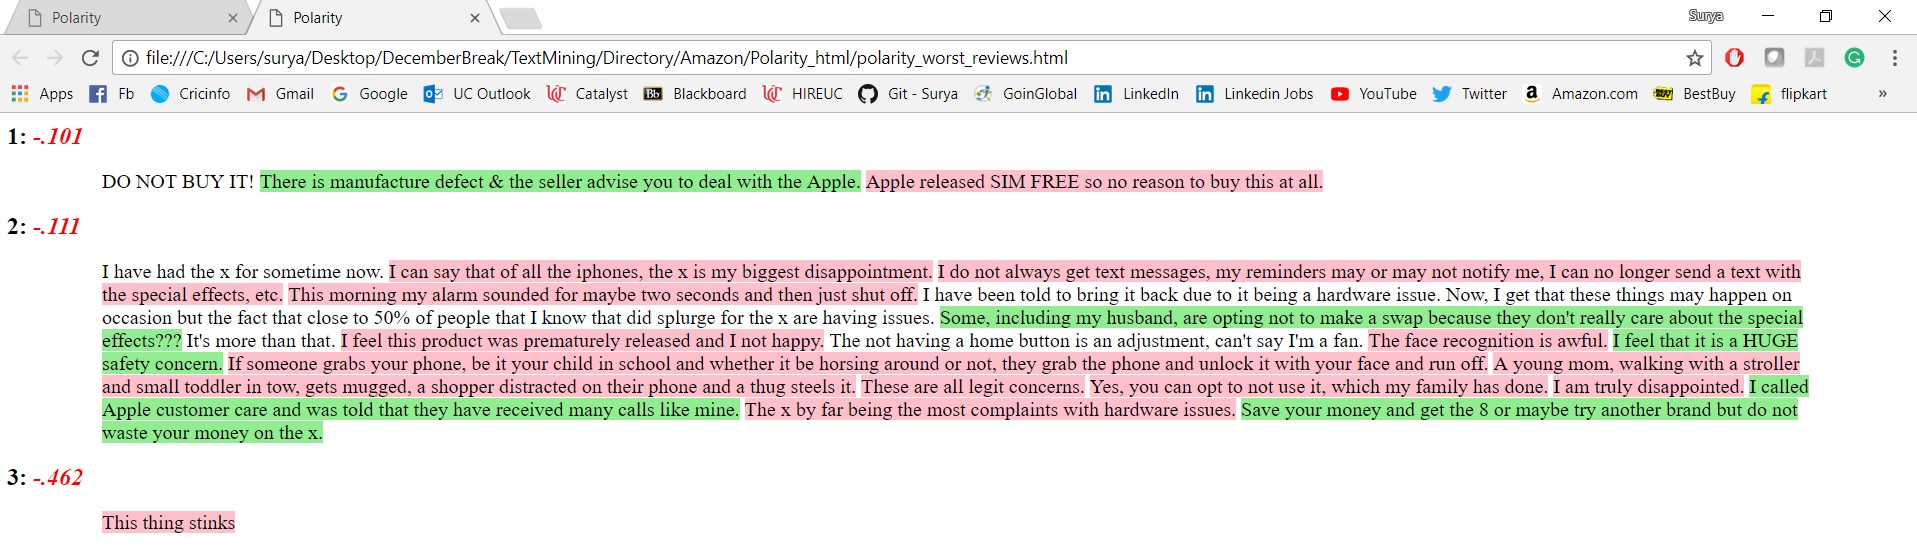 Polarity
Polarity
Surya
file:///C:/Users/surya/Desktop/DecemberBreak/TextMining/Directory/Amazon/Polarity_html/polarity_worst_reviews.html
Apps Fb Cricinfo Gmail Google UC Outlook Catalyst Bb Blackboard HIREUC Git - Surya GoinGlobal LinkedIn Linkedin Jobs YouTube Twitter Amazon.com BestBuy flipkart »
1: -.101
DO NOT BUY IT! There is manufacture defect & the seller advise you to deal with the Apple. Apple released SIM FREE so no reason to buy this at all.
2: -.111
I have had the x for sometime now. I can say that of all the iphones, the x is my biggest disappointment. I do not always get text messages, my reminders may or may not notify me, I can no longer send a text with
the special effects, etc. This morning my alarm sounded for maybe two seconds and then just shut off. I have been told to bring it back due to it being a hardware issue. Now, I get that these things may happen on
occasion but the fact that close to 50% of people that I know that did splurge for the x are having issues. Some, including my husband, are opting not to make a swap because they don't really care about the special
effects??? It's more than that. I feel this product was prematurely released and I not happy. The not having a home button is an adjustment, can't say I'm a fan. The face recognition is awful. I feel that it is a HUGE
safety concern. If someone grabs your phone, be it your child in school and whether it be horsing around or not, they grab the phone and unlock it with your face and run off. A young mom, walking with a stroller
and small toddler in tow, gets mugged, a shopper distracted on their phone and a thug steels it. These are all legit concerns. Yes, you can opt to not use it, which my family has done. I am truly disappointed. I called
Apple customer care and was told that they have received many calls like mine. The x by far being the most complaints with hardware issues. Save your money and get the 8 or maybe try another brand but do not
waste your money on the x.
3: -.462
This thing stinks